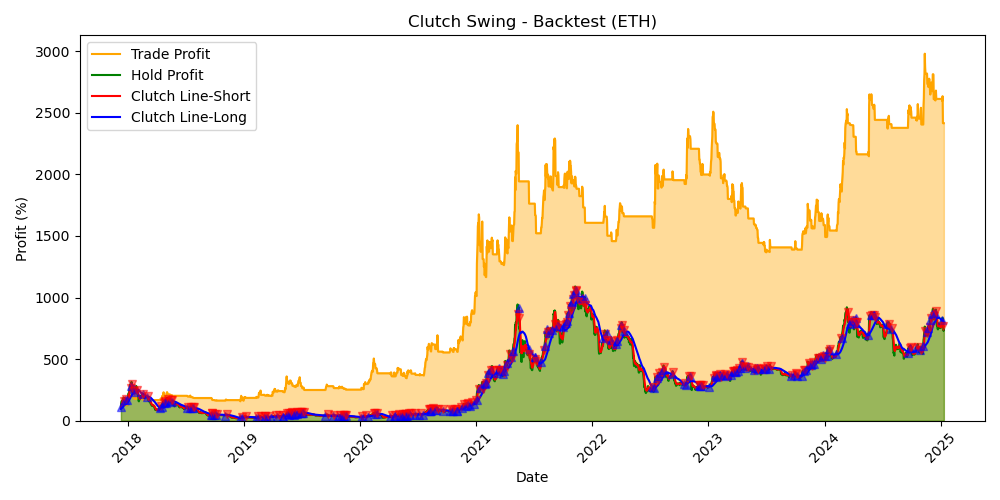 Clutch Swing - Backtest (ETH)
Trade Profit
Hold Profit
Clutch Line-Short
Clutch Line-Long
Profit (%)
3000
2500
2000
1500
1000
500
0
2018
2019
2020
2021
2022
2023
2024
2025
Date